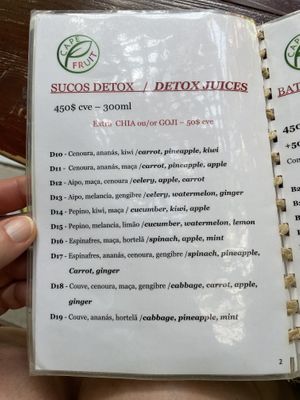 CAPE
FRUIT
SUCOS DETOX / DETOX JUICES
450$ cve – 300ml
Extra CHIA ou/or GOJI – 50$ cve
D10 – Cenoura, ananás, kiwi /carrot, pineapple, kiwi
D11 – Cenoura, ananás, maça /carrot, pineapple, apple
D12 – Aipo, maça, cenoura /celery, apple, carrot
D13 – Aipo, melancia, gengibre /celery, watermelon, ginger
D14 – Pepino, kiwi, maça / cucumber, kiwi, apple
D15 – Pepino, melancia, limão /cucumber, watermelon, lemon
D16 – Espinafres, maça, hortelã /spinach, apple, mint
D17 – Espinafres, ananás, cenoura, gengibre /spinach, pineapple,
Carrot, ginger
D18 – Couve, cenoura, maça, gengibre /cabbage, carrot, apple,
ginger
D19 – Couve, ananás, hortelã /cabbage, pineapple, mint
2
BAT
450
+50
Cott